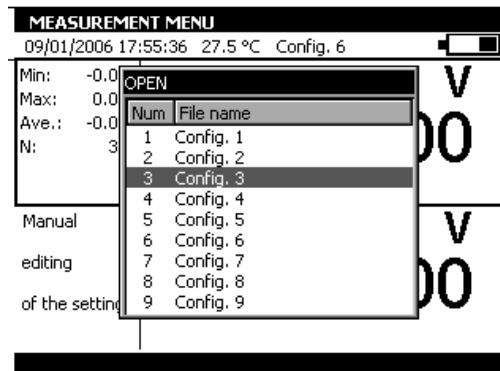 MEASUREMENT MENU
09/01/2006 17:55:36 27.5 °C Config. 6
Min: -0.0
Max: 0.0
Ave.: -0.0
N: 3
V
00
OPEN
Num File name
1 Config. 1
2 Config. 2
3 Config. 3
4 Config. 4
5 Config. 5
6 Config. 6
7 Config. 7
8 Config. 8
9 Config. 9
Manual
editing
of the setting
V
00